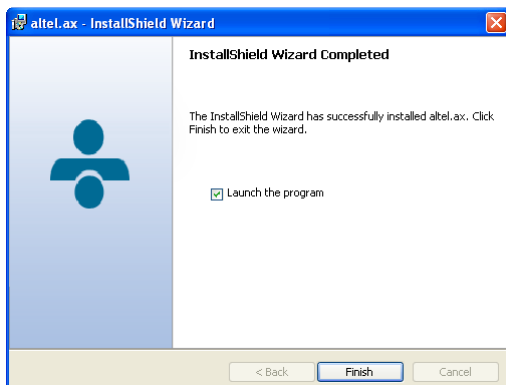 altel.ax - InstallShield Wizard
InstallShield Wizard Completed
The InstallShield Wizard has successfully installed altel.ax. Click
Finish to exit the wizard.
Launch the program
< Back
Finish
Cancel